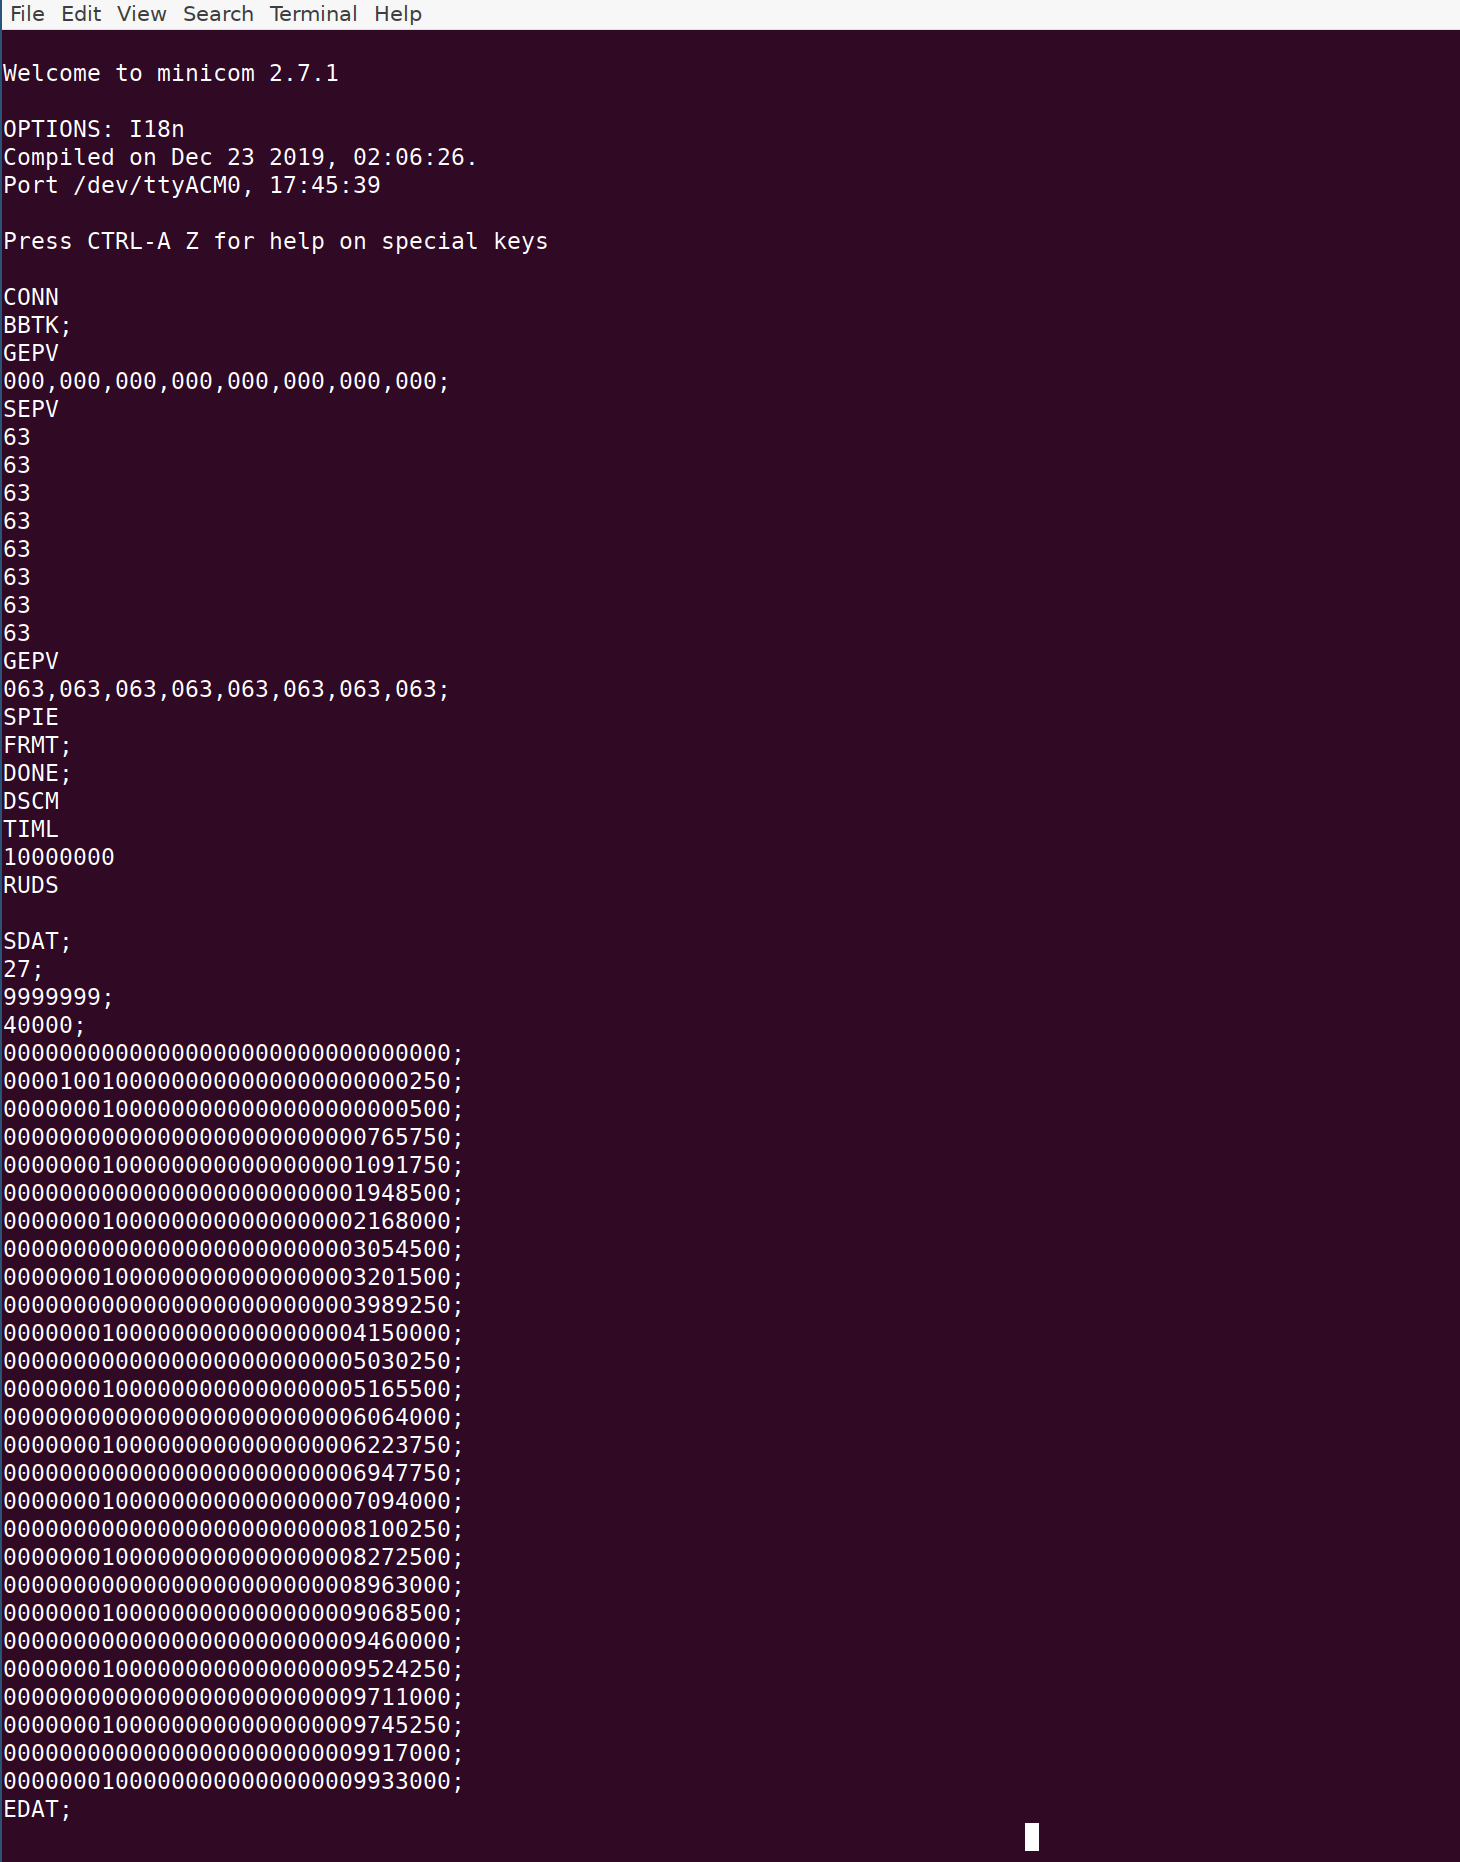 File Edit View Search Terminal Help
Welcome to minicom 2.7.1
OPTIONS: I18n
Compiled on Dec 23 2019, 02:06:26.
Port /dev/ttyACM0, 17:45:39
Press CTRL-A Z for help on special keys
CONN
BBTK;
GEPV
000,000,000,000,000,000,000,000;
SEPV
63
63
63
63
63
63
63
63
GEPV
063,063,063,063,063,063,063,063;
SPIE
FRMT;
DONE;
DSCM
TIML
10000000
RUDS
SDAT;
27;
9999999;
40000;
00000000000000000000000000000000;
00001001000000000000000000000250;
00000001000000000000000000000500;
00000000000000000000000000765750;
00000001000000000000000001091750;
00000000000000000000000001948500;
00000001000000000000000002168000;
00000000000000000000000003054500;
00000001000000000000000003201500;
00000000000000000000000003989250;
00000001000000000000000004150000;
00000000000000000000000005030250;
00000001000000000000000005165500;
00000000000000000000000006064000;
00000001000000000000000006223750;
00000000000000000000000006947750;
00000001000000000000000007094000;
00000000000000000000000008100250;
00000001000000000000000008272500;
00000000000000000000000008963000;
00000001000000000000000009068500;
00000000000000000000000009460000;
00000001000000000000000009524250;
00000000000000000000000009711000;
00000001000000000000000009745250;
00000000000000000000000009917000;
00000001000000000000000009933000;
EDAT;